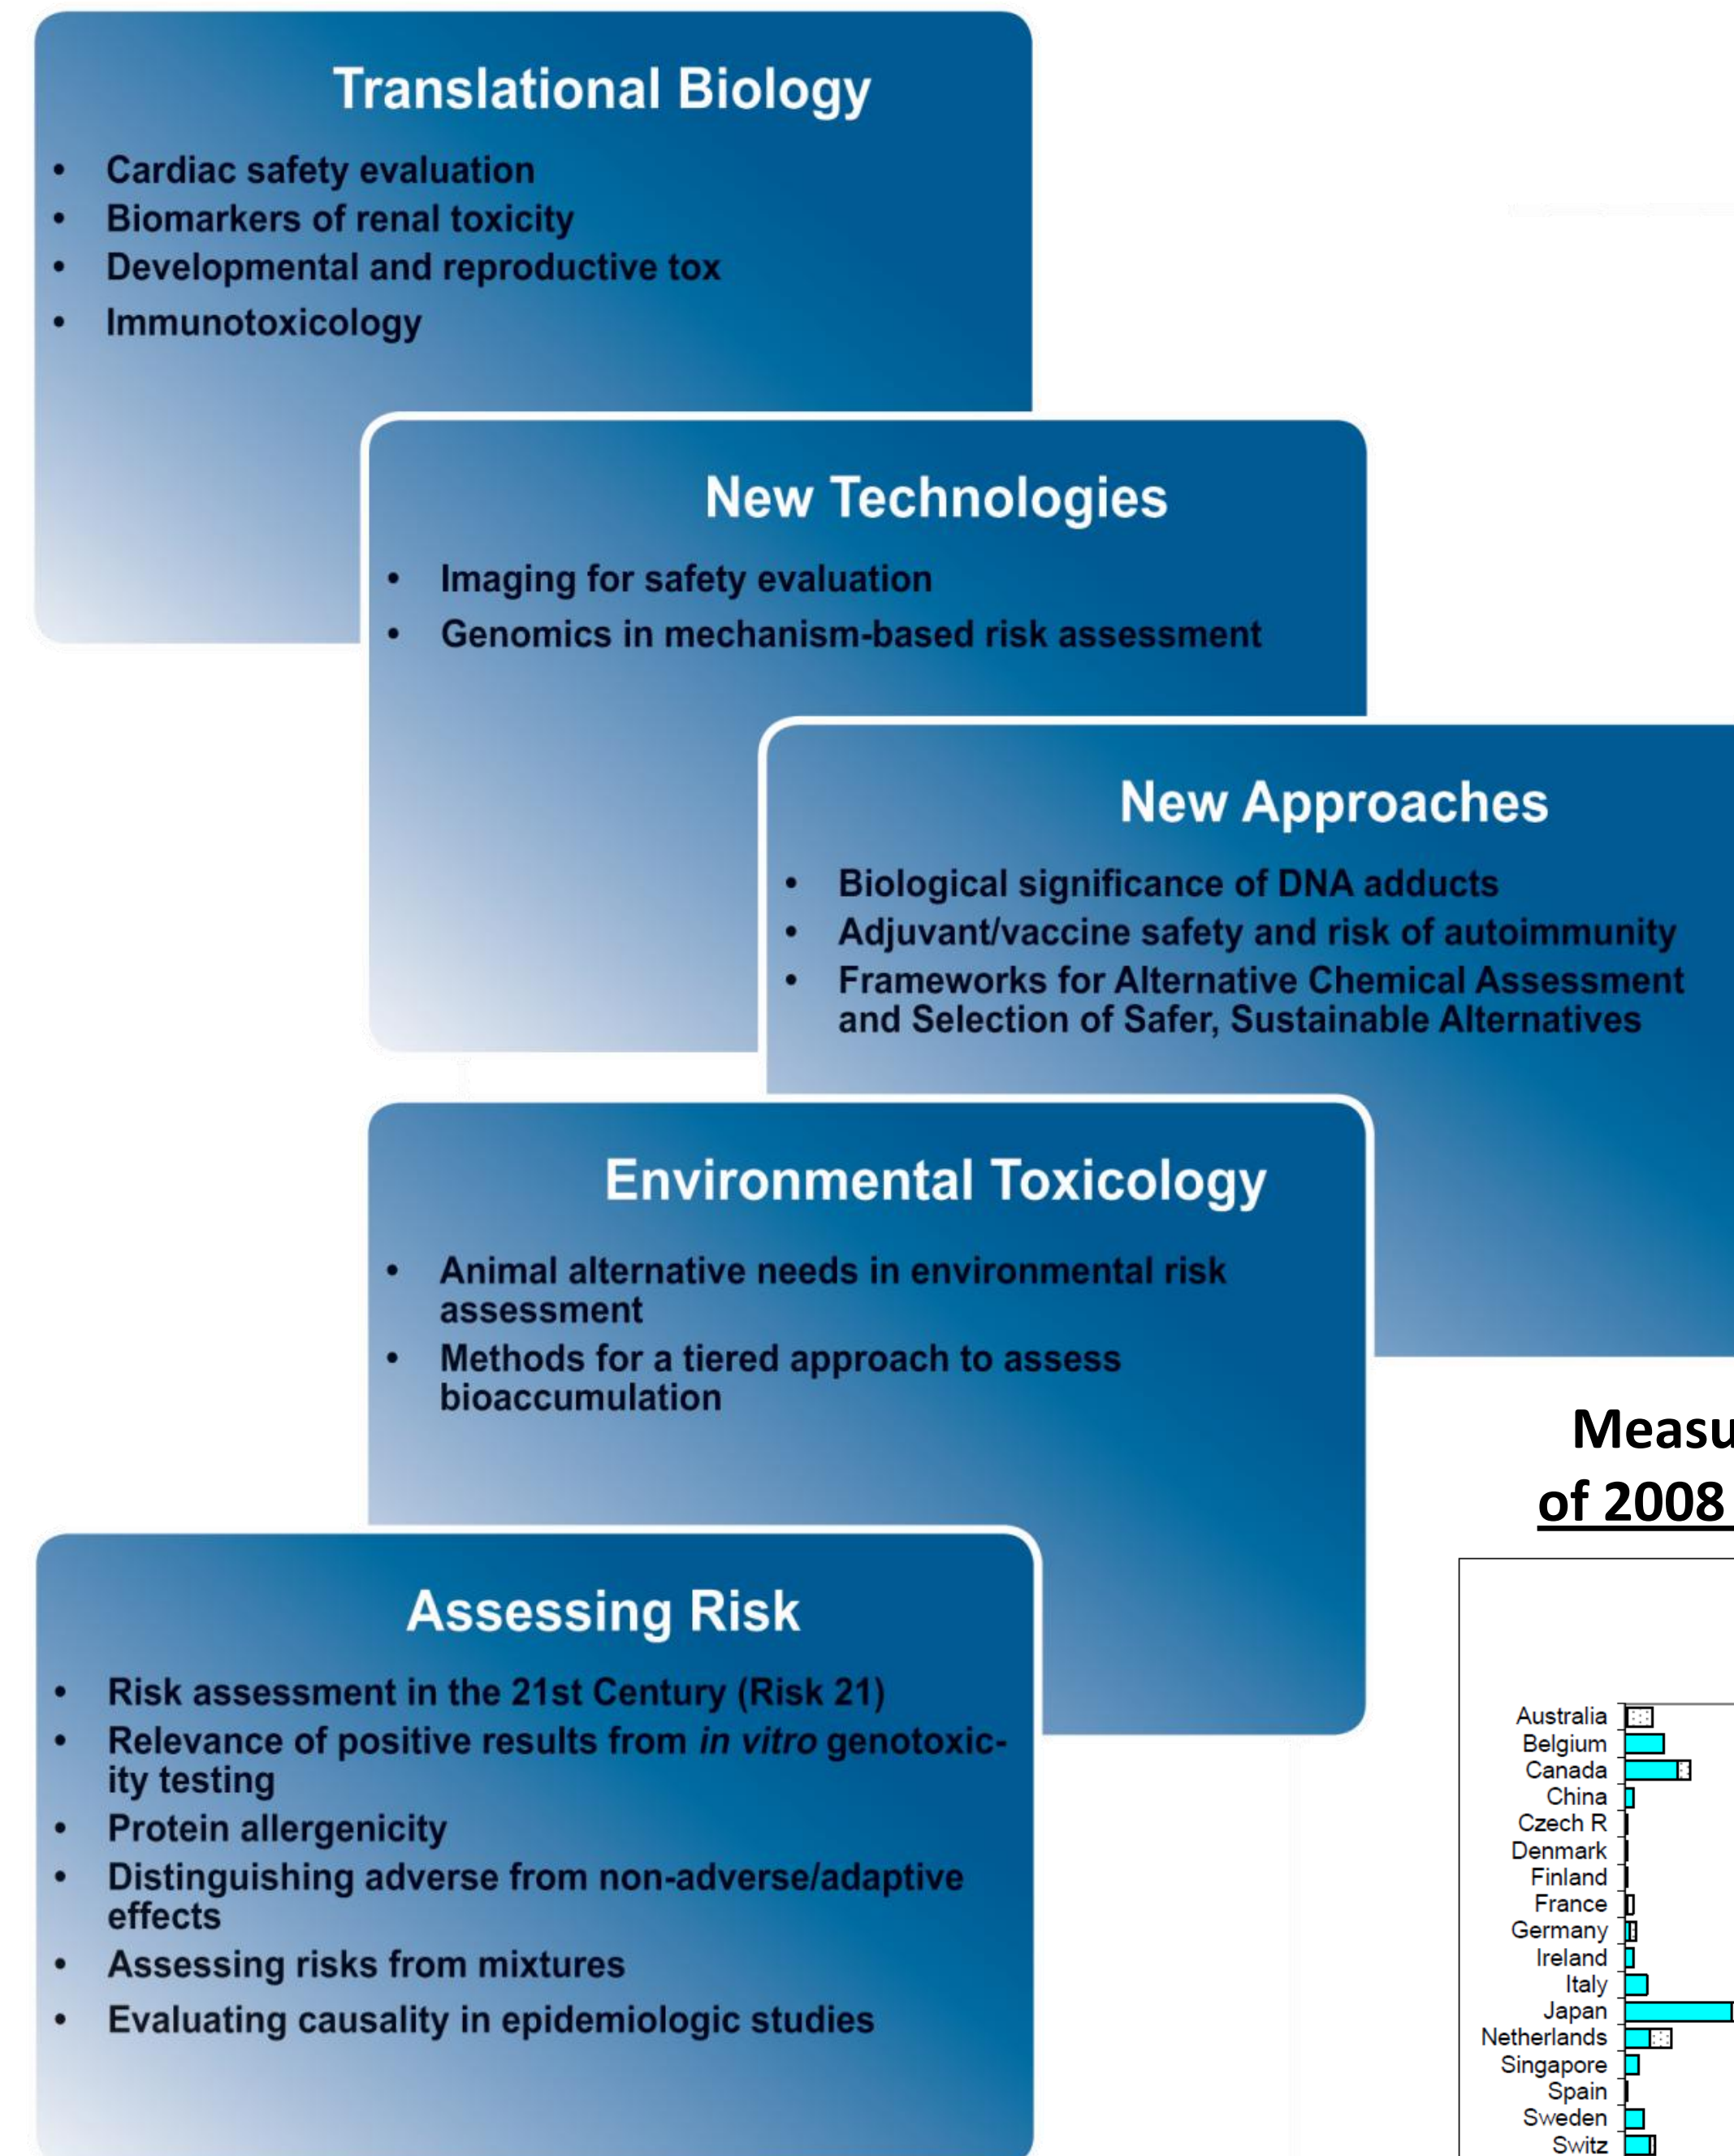 Translational Biology
• Cardiac safety evaluation
• Biomarkers of renal toxicity
• Developmental and reproductive tox
• Immunotoxicology
New Technologies
• Imaging for safety evaluation
• Genomics in mechanism-based risk assessment
New Approaches
• Biological significance of DNA adducts
• Adjuvant/vaccine safety and risk of autoimmunity
• Frameworks for Alternative Chemical Assessment
and Selection of Safer, Sustainable Alternatives
Environmental Toxicology
• Animal alternative needs in environmental risk
assessment
• Methods for a tiered approach to assess
bioaccumulation
Assessing Risk
• Risk assessment in the 21st Century (Risk 21)
• Relevance of positive results from in vitro genotoxic-
ity testing
• Protein allergenicity
• Distinguishing adverse from non-adverse/adaptive
effects
• Assessing risks from mixtures
• Evaluating causality in epidemiologic studies
Measu
of 2008
Australia
Belgium
Canada
China
Czech R
Denmark
Finland
France
Germany
Ireland
Italy
Japan
Netherlands
Singapore
Spain
Sweden
Switz